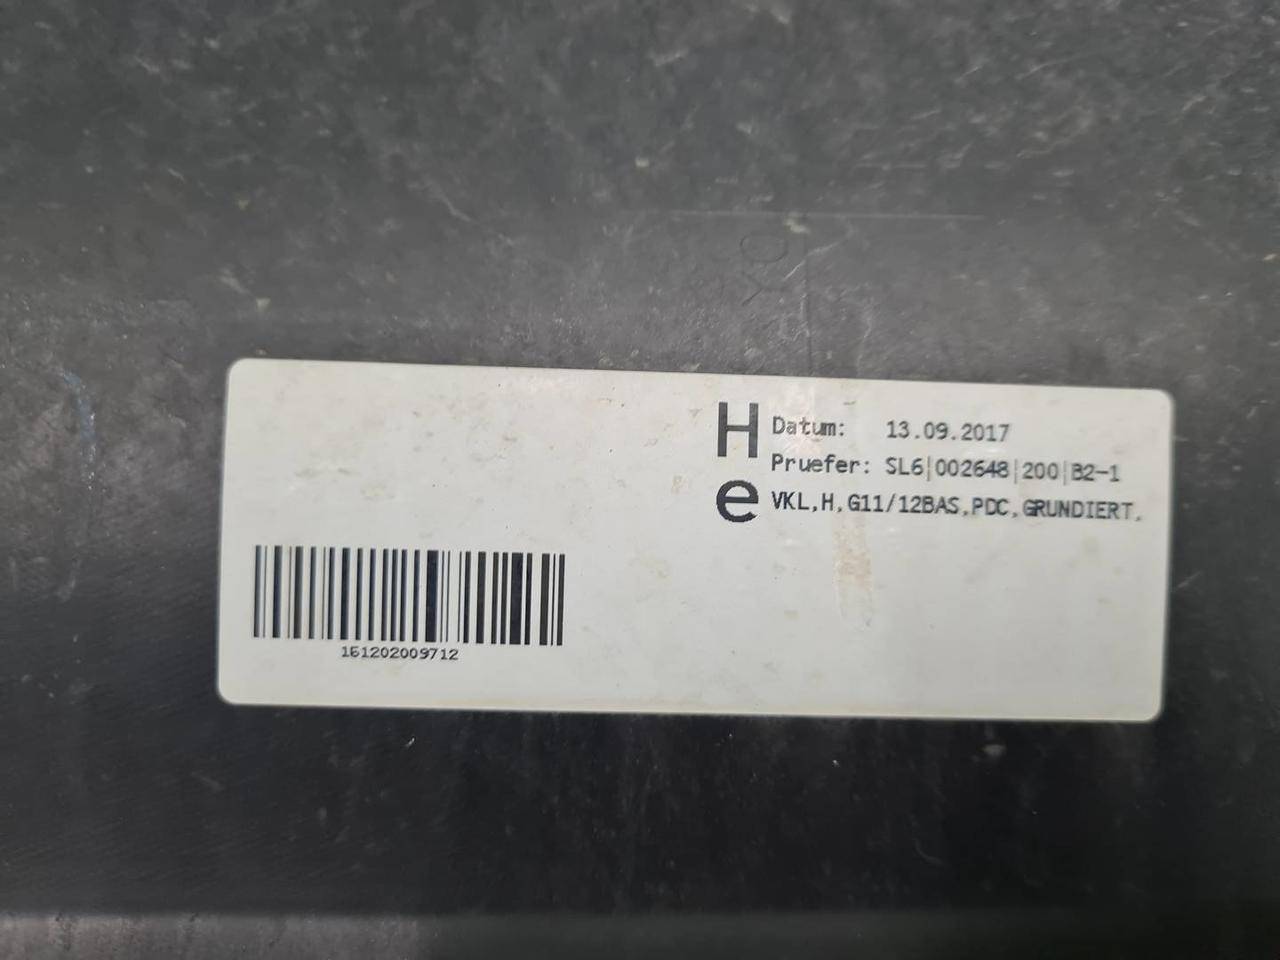 H Datum: 13.09.2017
Pruefer: SL6|002648|200|B2-1
e VKL,H,G11/12BAS,PDC,GRUNDIERT,
161202009712